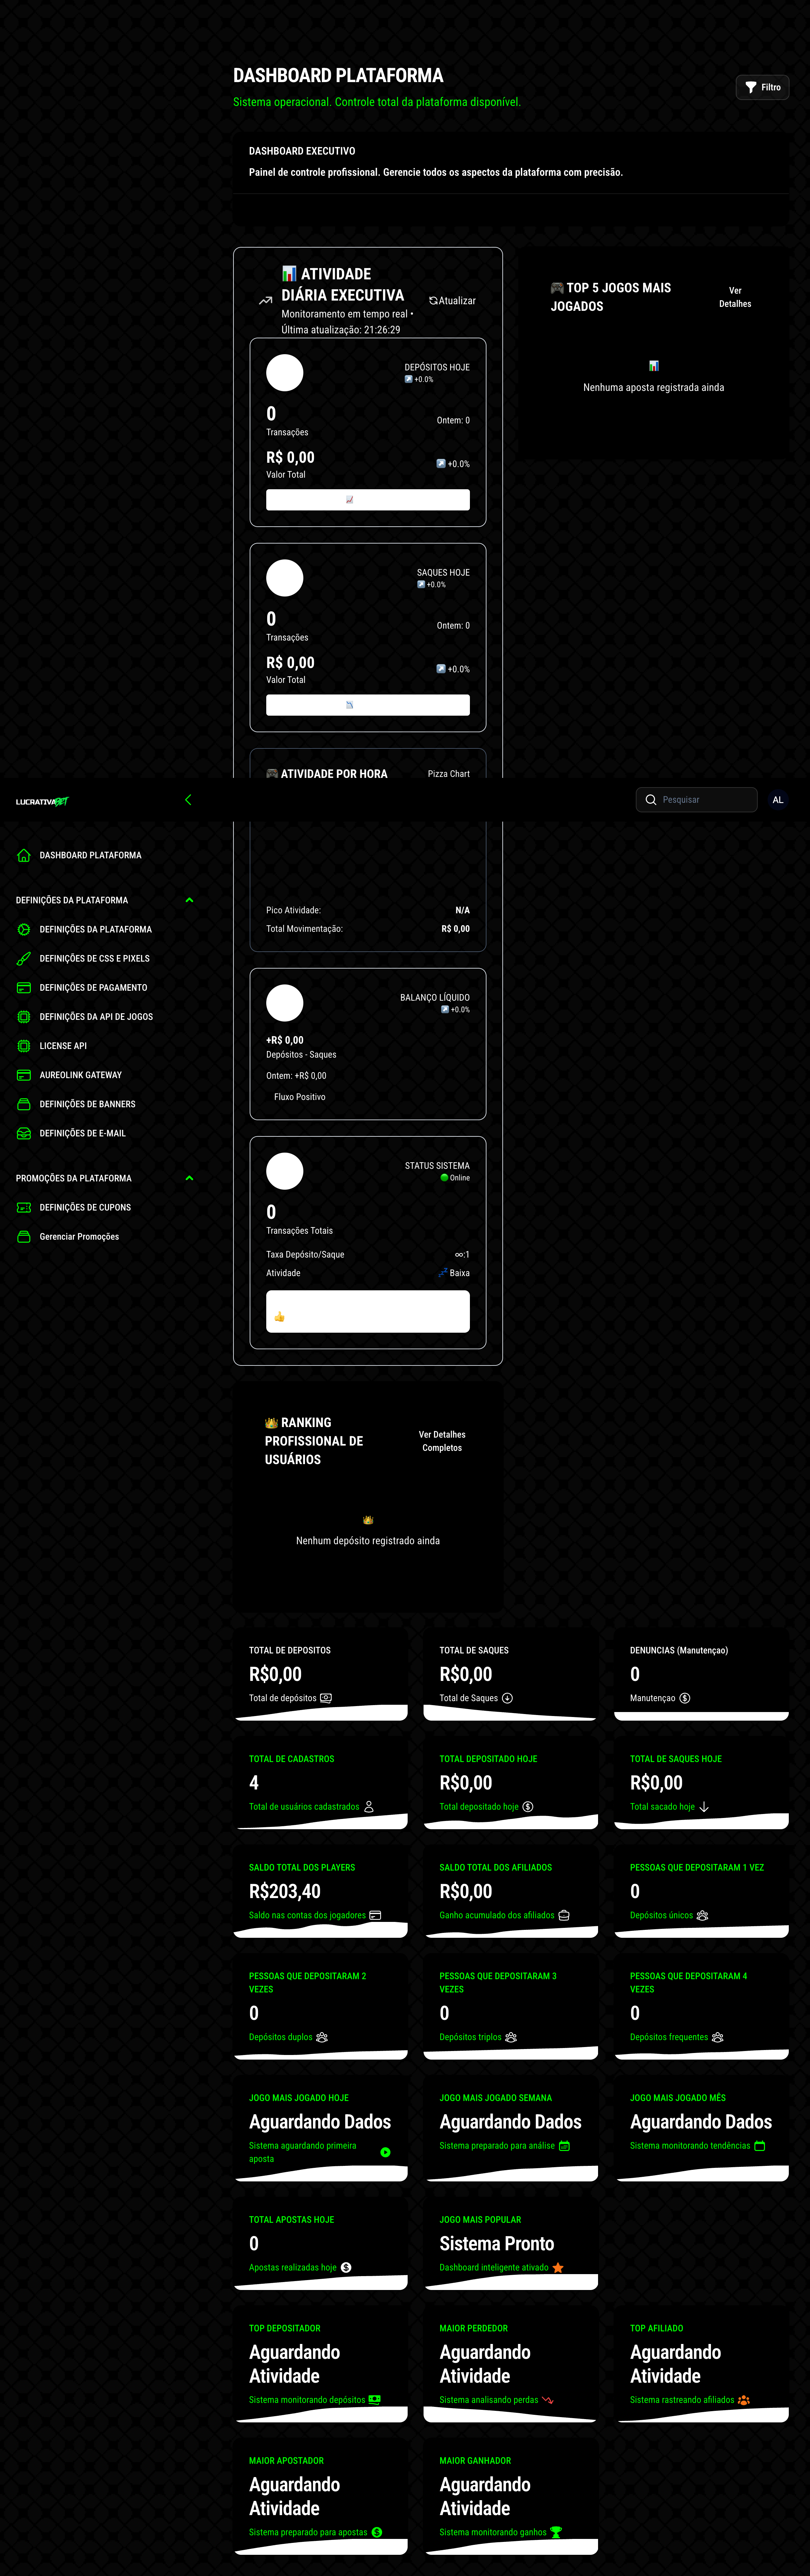 DASHBOARD PLATAFORMA
Sistema operacional. Controle total da plataforma disponível.
Filtro
DASHBOARD EXECUTIVO
Painel de controle profissional. Gerencie todos os aspectos da plataforma com precisão.
ATIVIDADE
DIÁRIA EXECUTIVA
Monitoramento em tempo real •
Última atualização: 21:26:29
Atualizar
DEPÓSITOS HOJE
+0.0%
0
Transações
Ontem: 0
R$ 0,00
Valor Total
+0.0%
SAQUES HOJE
+0.0%
0
Transações
Ontem: 0
R$ 0,00
Valor Total
+0.0%
ATIVIDADE POR HORA
Pizza Chart
TOP 5 JOGOS MAIS
JOGADOS
Ver
Detalhes
Nenhuma aposta registrada ainda
LUCRATIVABET
Pesquisar
AL
DASHBOARD PLATAFORMA
DEFINIÇÕES DA PLATAFORMA
DEFINIÇÕES DA PLATAFORMA
DEFINIÇÕES DE CSS E PIXELS
DEFINIÇÕES DE PAGAMENTO
DEFINIÇÕES DA API DE JOGOS
LICENSE API
AUREOLINK GATEWAY
DEFINIÇÕES DE BANNERS
DEFINIÇÕES DE E-MAIL
PROMOÇÕES DA PLATAFORMA
DEFINIÇÕES DE CUPONS
Gerenciar Promoções
Pico Atividade:
N/A
Total Movimentação:
R$ 0,00
BALANÇO LÍQUIDO
+0.0%
+R$ 0,00
Depósitos - Saques
Ontem: +R$ 0,00
Fluxo Positivo
STATUS SISTEMA
Online
0
Transações Totais
Taxa Depósito/Saque
∞:1
Atividade
Baixa
RANKING
PROFISSIONAL DE
USUÁRIOS
Ver Detalhes
Completos
Nenhum depósito registrado ainda
TOTAL DE DEPOSITOS
R$0,00
Total de depósitos
TOTAL DE SAQUES
R$0,00
Total de Saques
DENUNCIAS (Manutençao)
0
Manutençao
TOTAL DE CADASTROS
4
Total de usuários cadastrados
TOTAL DEPOSITADO HOJE
R$0,00
Total depositado hoje
TOTAL DE SAQUES HOJE
R$0,00
Total sacado hoje
SALDO TOTAL DOS PLAYERS
R$203,40
Saldo nas contas dos jogadores
SALDO TOTAL DOS AFILIADOS
R$0,00
Ganho acumulado dos afiliados
PESSOAS QUE DEPOSITARAM 1 VEZ
0
Depósitos únicos
PESSOAS QUE DEPOSITARAM 2
VEZES
0
Depósitos duplos
PESSOAS QUE DEPOSITARAM 3
VEZES
0
Depósitos triplos
PESSOAS QUE DEPOSITARAM 4
VEZES
0
Depósitos frequentes
JOGO MAIS JOGADO HOJE
Aguardando Dados
Sistema aguardando primeira
aposta
JOGO MAIS JOGADO SEMANA
Aguardando Dados
Sistema preparado para análise
JOGO MAIS JOGADO MÊS
Aguardando Dados
Sistema monitorando tendências
TOTAL APOSTAS HOJE
0
Apostas realizadas hoje
JOGO MAIS POPULAR
Sistema Pronto
Dashboard inteligente ativado
TOP DEPOSITADOR
Aguardando
Atividade
Sistema monitorando depósitos
MAIOR PERDEDOR
Aguardando
Atividade
Sistema analisando perdas
TOP AFILIADO
Aguardando
Atividade
Sistema rastreando afiliados
MAIOR APOSTADOR
Aguardando
Atividade
Sistema preparado para apostas
MAIOR GANHADOR
Aguardando
Atividade
Sistema monitorando ganhos